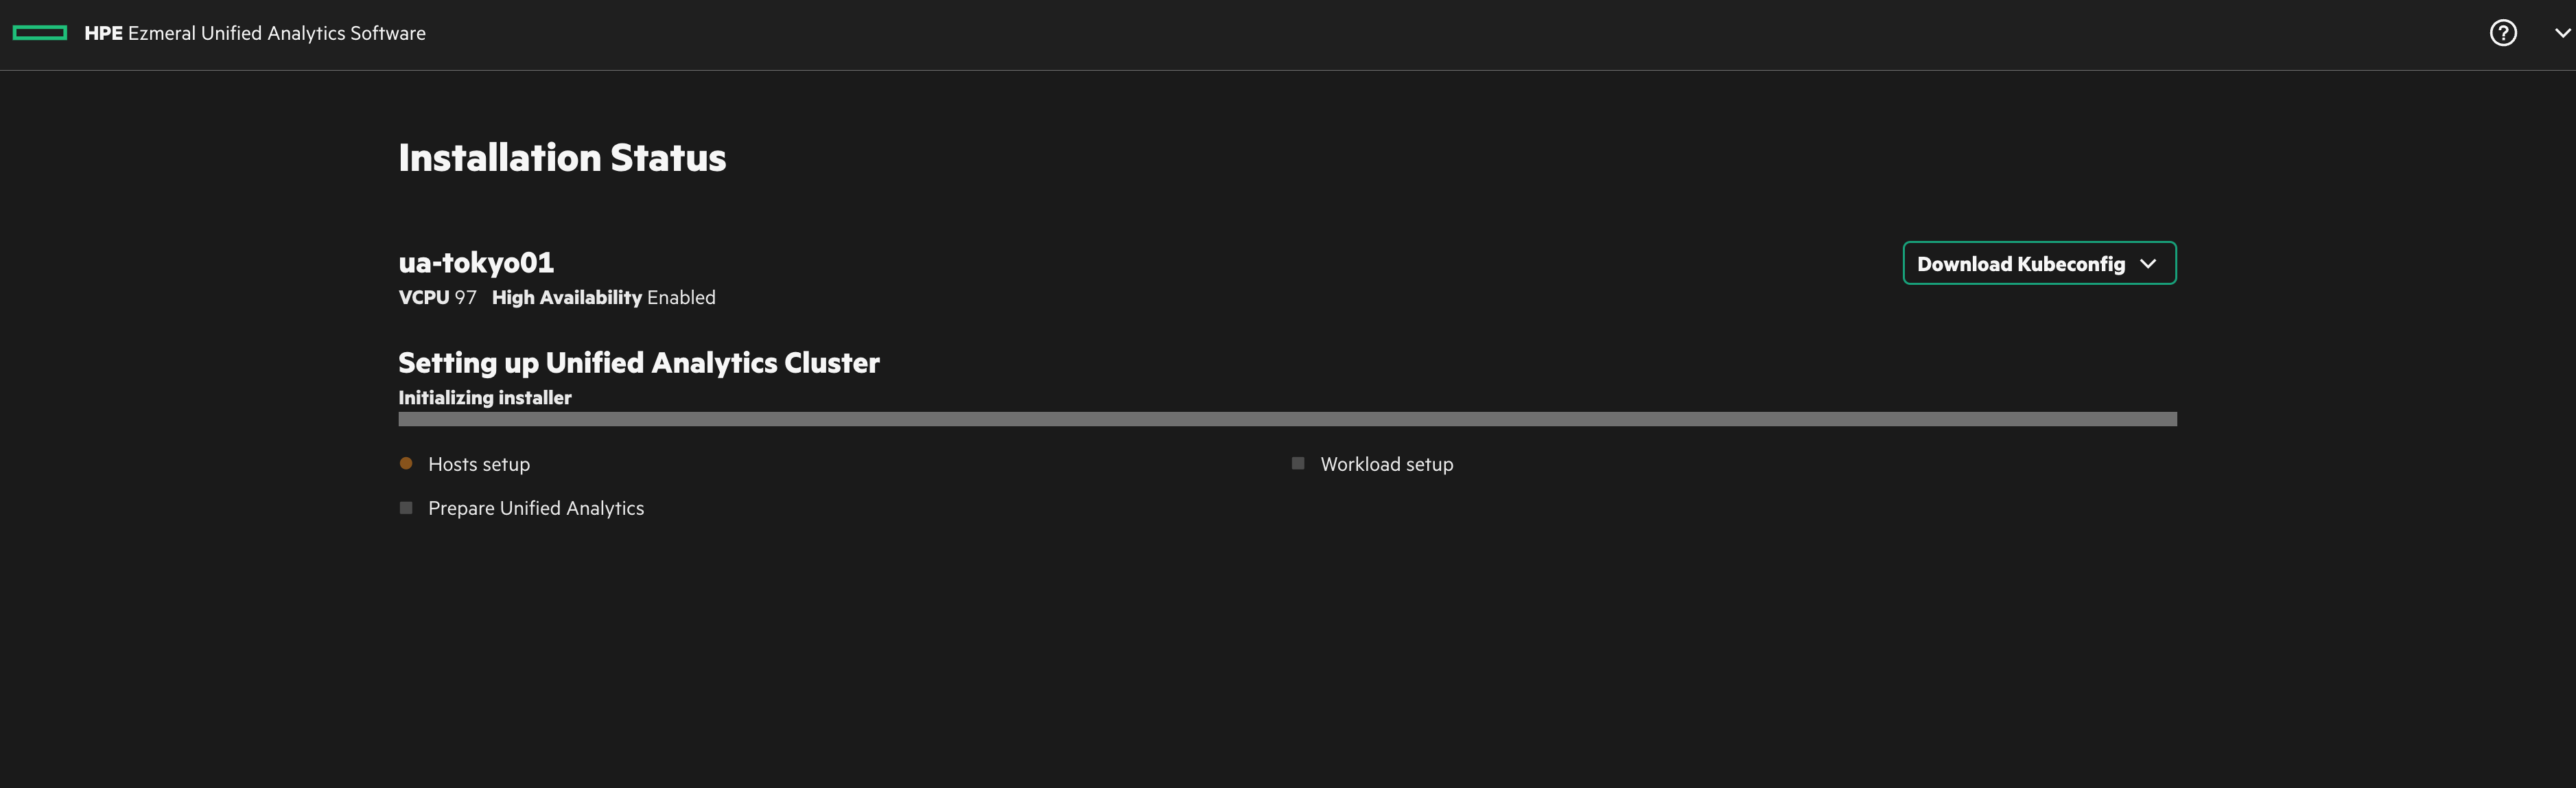 HPE Ezmeral Unified Analytics Software
Installation Status
ua-tokyo01
Download Kubeconfig
VCPU 97 High Availability Enabled
Setting up Unified Analytics Cluster
Initializing installer
Hosts setup
Workload setup
Prepare Unified Analytics